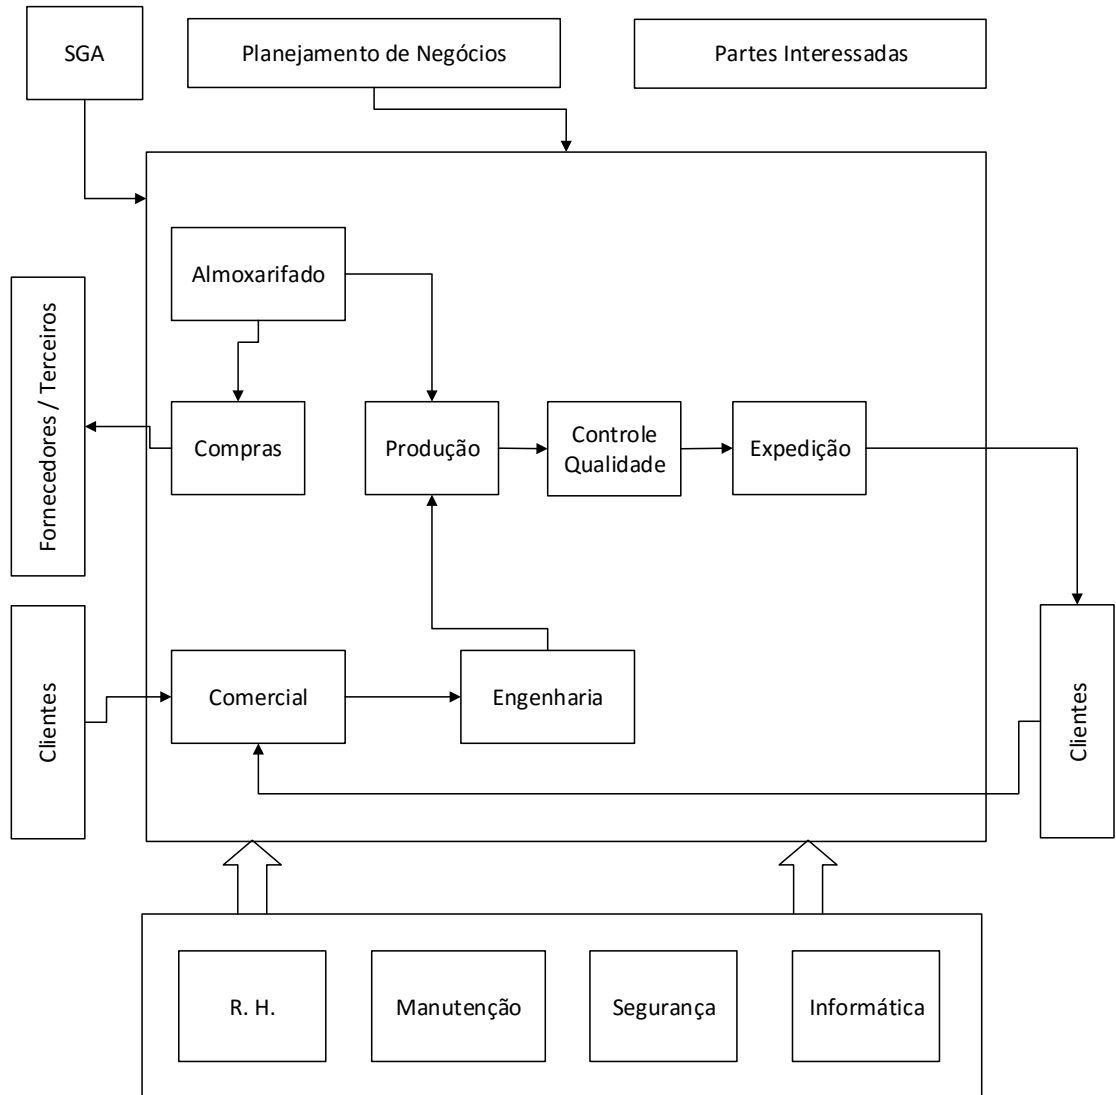 SGA
Planejamento de Negócios
Partes Interessadas
Almoxarifado
Fornecedores / Terceiros
Compras
Produção
Controle
Qualidade
Expedição
Clientes
Comercial
Engenharia
Clientes
R. H.
Manutenção
Segurança
Informática